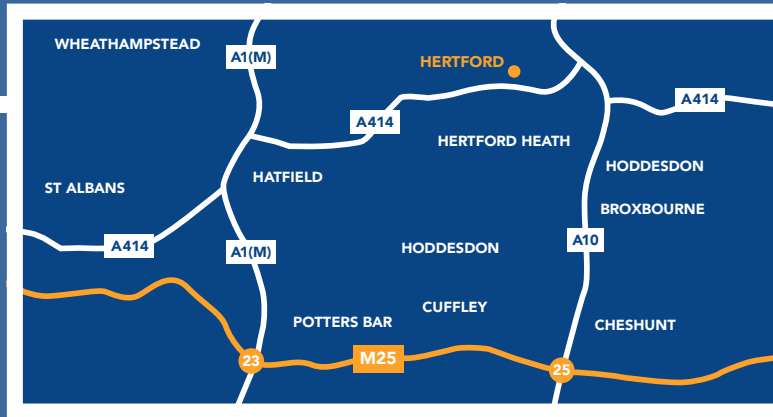 WHEATHAMPSTEAD
A1(M)
HERTFORD
A414
A414
HERTFORD HEATH
HODDESDON
HATFIELD
ST ALBANS
BROXBOURNE
A414
A1(M)
HODDESDON
A10
CUFFLEY
POTTERS BAR
CHESHUNT
23
M25
25